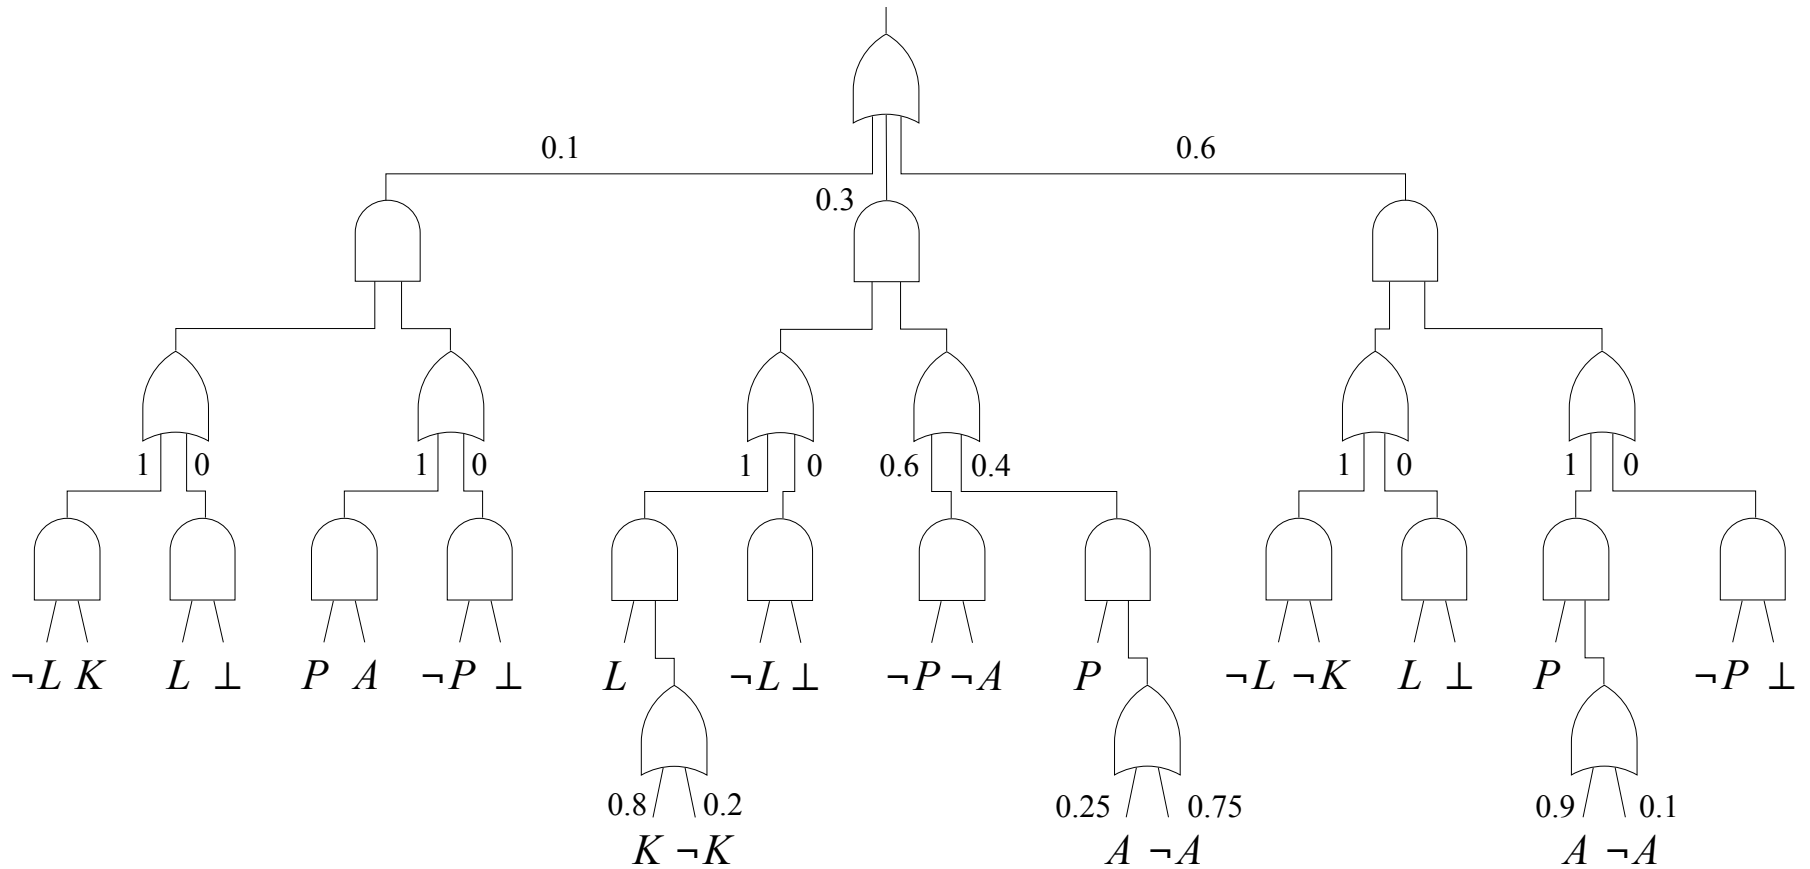 0.1 0.6
0.3
1 0 1 0 1 0 0.6 0.4 1 0 1 0
¬L K L ⊥ P A ¬P ⊥ L ¬L ⊥ ¬P ¬A P ¬L ¬K L ⊥ P ¬P ⊥
0.8 0.2 0.25 0.75 0.9 0.1
K ¬K A ¬A A ¬A